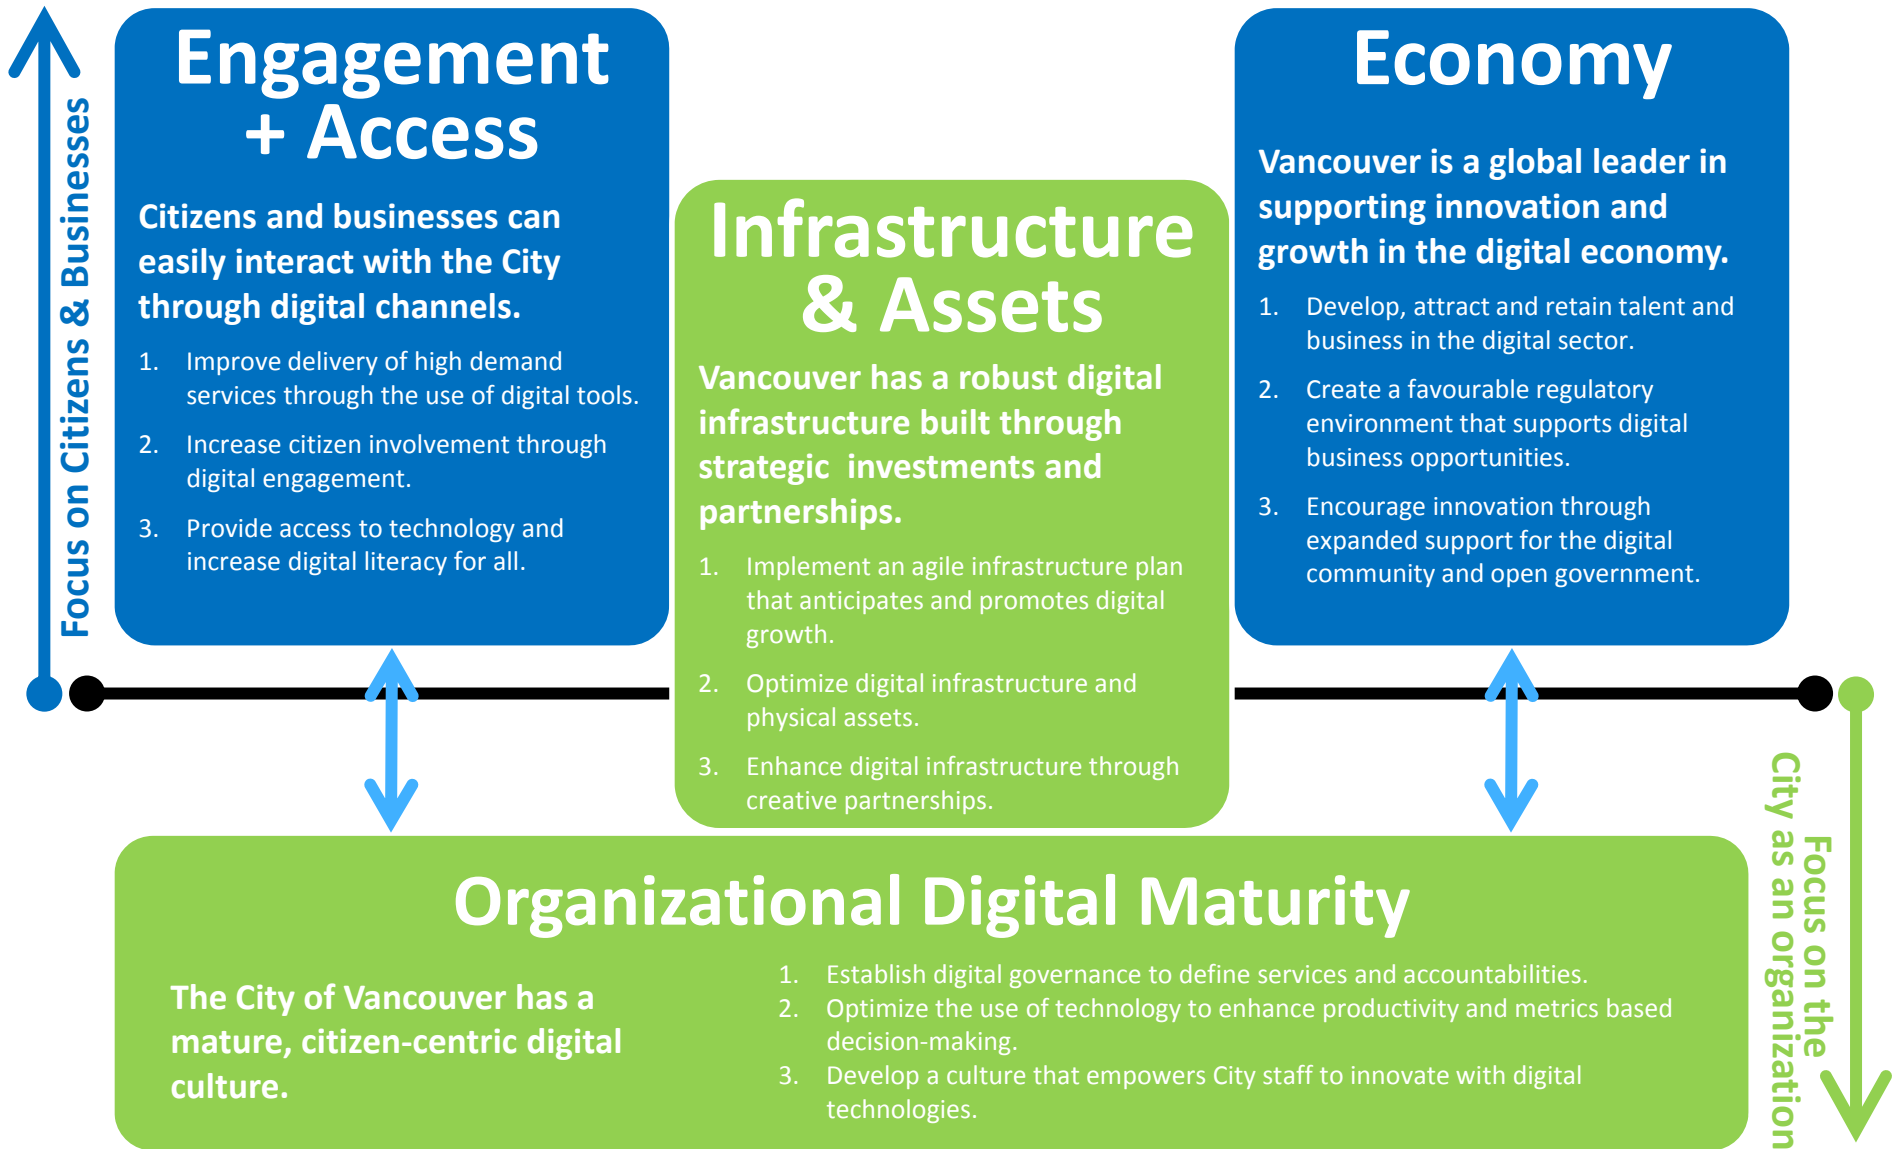 Focus on Citizens & Businesses
Engagement
+ Access
Citizens and businesses can
easily interact with the City
through digital channels.
1. Improve delivery of high demand
services through the use of digital tools.
2. Increase citizen involvement through
digital engagement.
3. Provide access to technology and
increase digital literacy for all.
Infrastructure
& Assets
Vancouver has a robust digital
infrastructure built through
strategic investments and
partnerships.
1. Implement an agile infrastructure plan
that anticipates and promotes digital
growth.
2. Optimize digital infrastructure and
physical assets.
3. Enhance digital infrastructure through
creative partnerships.
Economy
Vancouver is a global leader in
supporting innovation and
growth in the digital economy.
1. Develop, attract and retain talent and
business in the digital sector.
2. Create a favourable regulatory
environment that supports digital
business opportunities.
3. Encourage innovation through
expanded support for the digital
community and open government.
Organizational Digital Maturity
The City of Vancouver has a
mature, citizen-centric digital
culture.
1. Establish digital governance to define services and accountabilities.
2. Optimize the use of technology to enhance productivity and metrics based
decision-making.
3. Develop a culture that empowers City staff to innovate with digital
technologies.
Focus on the
City as an organization